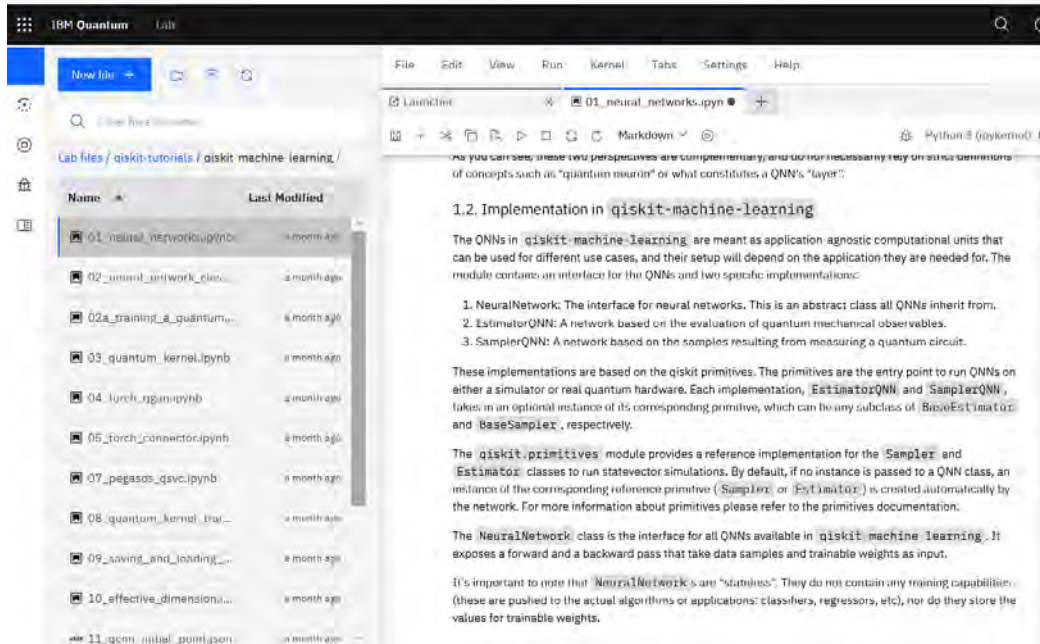 IBM Quantum Lab
New file +
File Edit View Run Kernel Tabs Settings Help
Launcher
01_neural_networks.ipyn
Markdown
Python 3 (ipykernel)
Lab files / qiskit-tutorials / qiskit-machine-learning /
Name Last Modified
01_neural_networks.ipynb a month ago
02_neural_network_clas... a month ago
02a_training_a_quantum... a month ago
03_quantum_kernel.ipynb a month ago
04_torch_qgan.ipynb a month ago
05_torch_connector.ipynb a month ago
07_pegasos_qsvc.ipynb a month ago
08_quantum_kernel_trai... a month ago
09_saving_and_loading_... a month ago
10_effective_dimension.i... a month ago
11_qcnn_initial_point.json a month ago
As you can see, these two perspectives are complementary, and do not necessarily rely on strict definitions
of concepts such as "quantum neuron" or what constitutes a QNN's "layer".
1.2. Implementation in qiskit-machine-learning
The QNNs in qiskit-machine-learning are meant as application-agnostic computational units that
can be used for different use cases, and their setup will depend on the application they are needed for. The
module contains an interface for the QNNs and two specific implementations:
1. NeuralNetwork: The interface for neural networks. This is an abstract class all QNNs inherit from.
2. EstimatorQNN: A network based on the evaluation of quantum mechanical observables.
3. SamplerQNN: A network based on the samples resulting from measuring a quantum circuit.
These implementations are based on the qiskit primitives. The primitives are the entry point to run QNNs on
either a simulator or real quantum hardware. Each implementation, EstimatorQNN and SamplerQNN ,
takes in an optional instance of its corresponding primitive, which can be any subclass of BaseEstimator
and BaseSampler , respectively.
The qiskit.primitives module provides a reference implementation for the Sampler and
Estimator classes to run statevector simulations. By default, if no instance is passed to a QNN class, an
instance of the corresponding reference primitive ( Sampler or Estimator ) is created automatically by
the network. For more information about primitives please refer to the primitives documentation.
The NeuralNetwork class is the interface for all QNNs available in qiskit-machine-learning . It
exposes a forward and a backward pass that take data samples and trainable weights as input.
It's important to note that NeuralNetwork s are "stateless". They do not contain any training capabilities
(these are pushed to the actual algorithms or applications: classifiers, regressors, etc), nor do they store the
values for trainable weights.